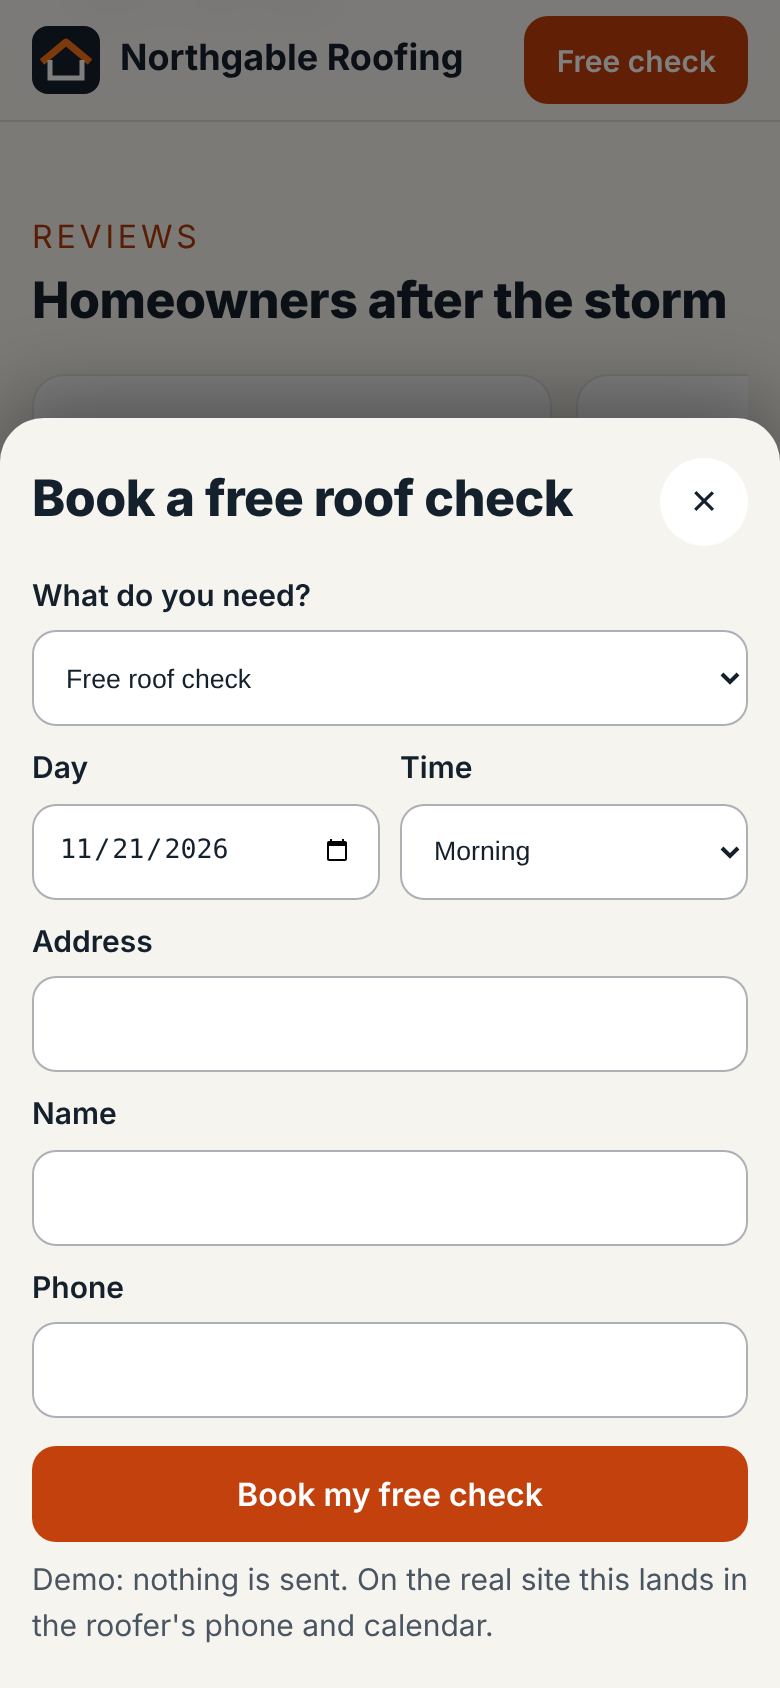 Northgable Roofing
Free check
REVIEWS
Homeowners after the storm
Book a free roof check
×
What do you need?
Free roof check
Day
Time
11/21/2026
Morning
Address
Name
Phone
Book my free check
Demo: nothing is sent. On the real site this lands in
the roofer's phone and calendar.